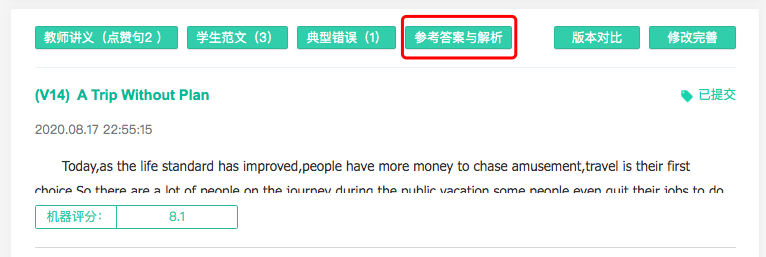 教师讲义（点赞句2 ） 学生范文（3） 典型错误（1） 参考答案与解析 版本对比 修改完善
(V14) A Trip Without Plan 已提交
2020.08.17 22:55:15
Today,as the life standard has improved,people have more money to chase amusement,travel is their first
choice.So there are a lot of people on the journey during the public vacation,some people even quit their jobs to do
机器评分： 8.1